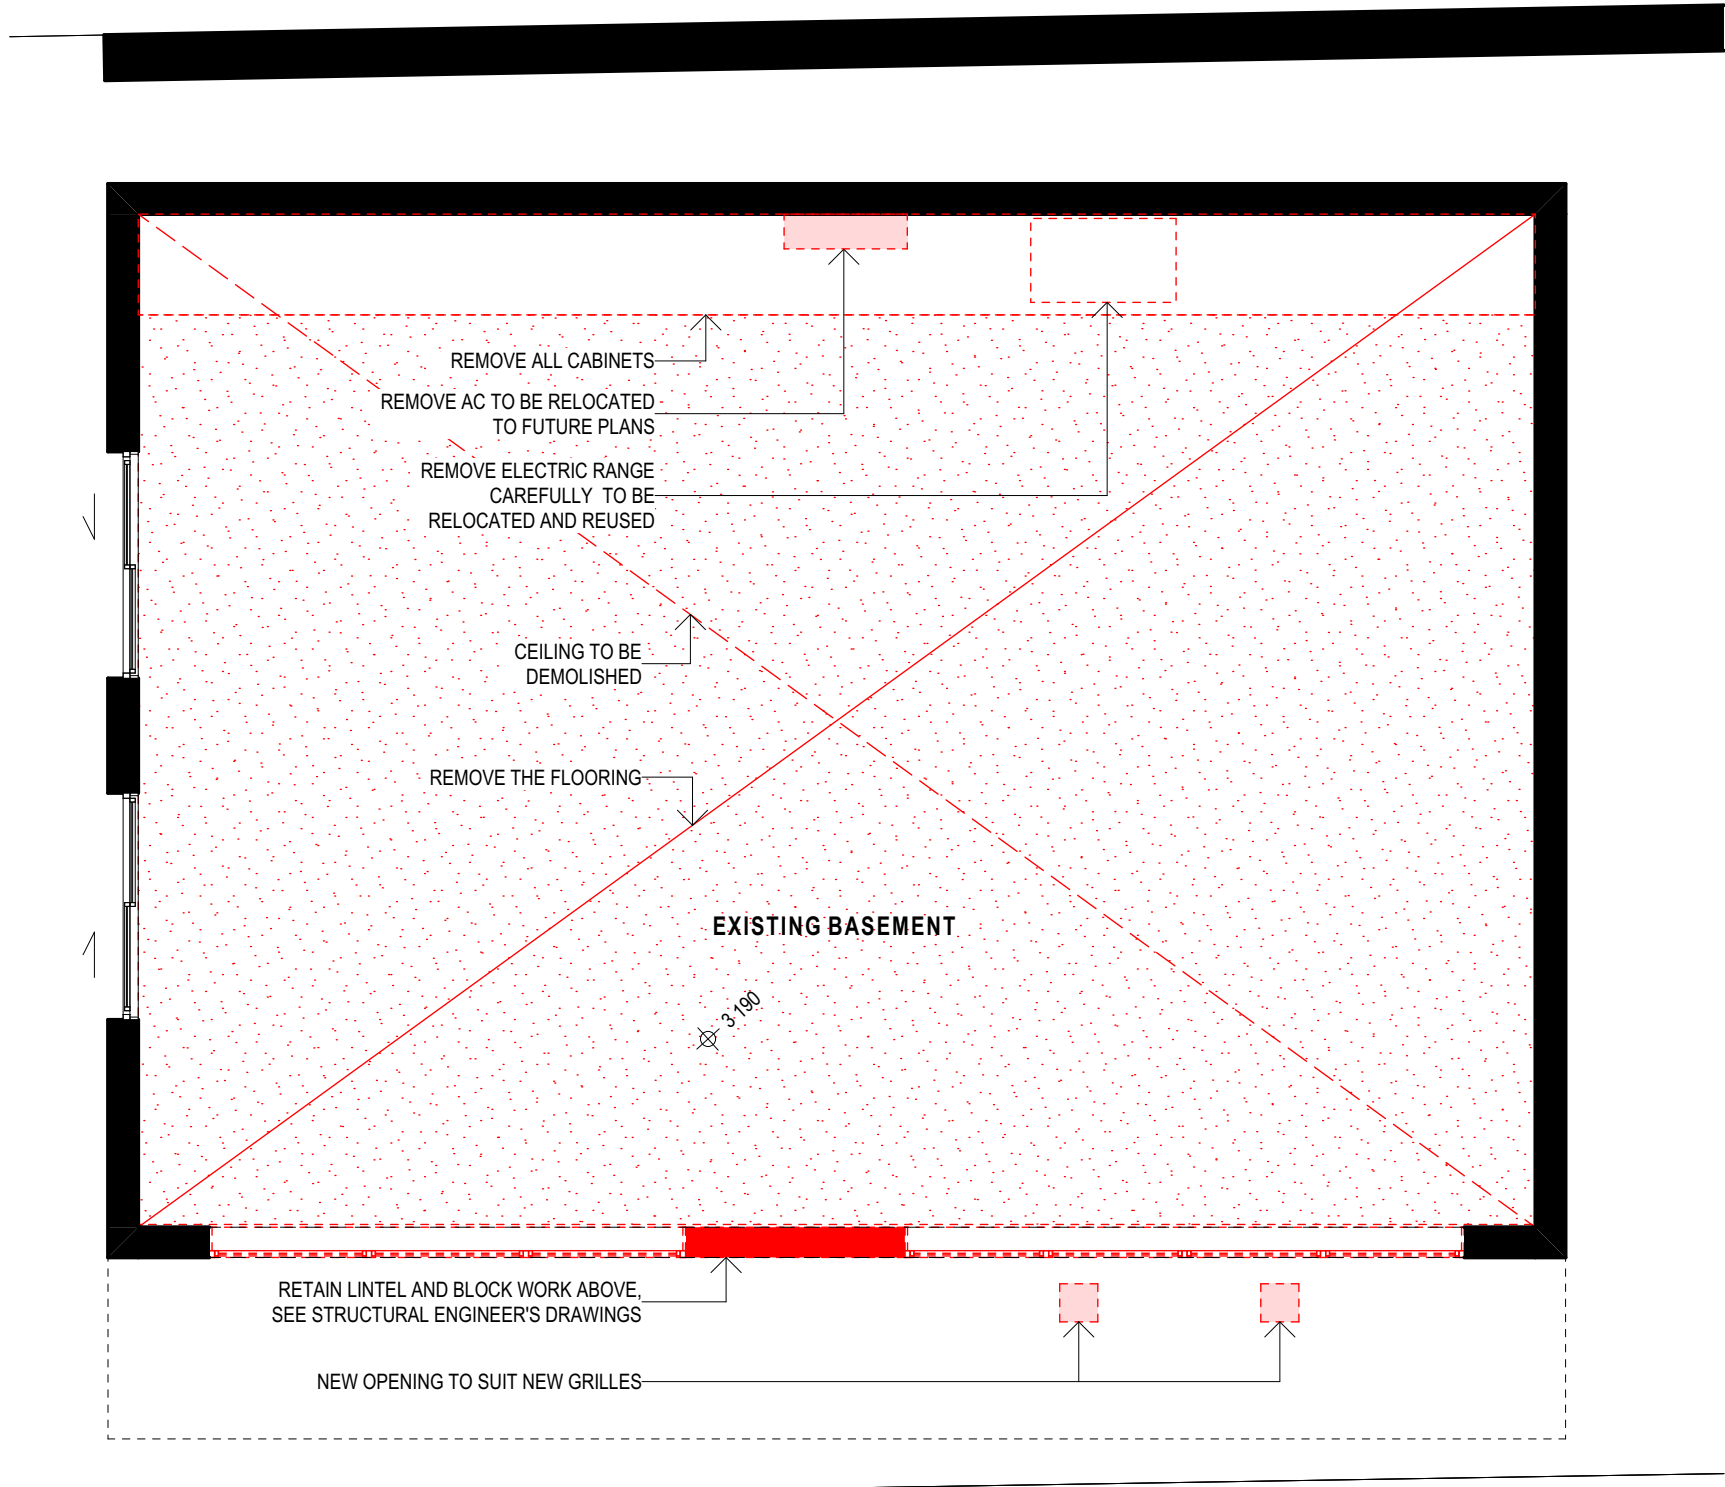 REMOVE ALL CABINETS
REMOVE AC TO BE RELOCATED
TO FUTURE PLANS
REMOVE ELECTRIC RANGE
CAREFULLY TO BE
RELOCATED AND REUSED
CEILING TO BE
DEMOLISHED
REMOVE THE FLOORING
EXISTING BASEMENT
3 190
RETAIN LINTEL AND BLOCK WORK ABOVE,
SEE STRUCTURAL ENGINEER'S DRAWINGS
NEW OPENING TO SUIT NEW GRILLES